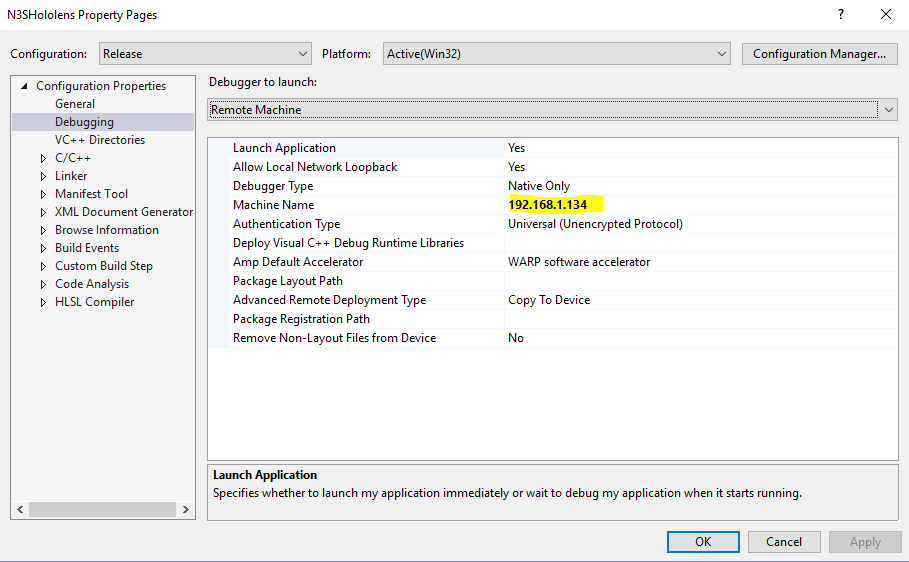 N3SHololens Property Pages
?
Configuration: Release Platform: Active(Win32) Configuration Manager...
Configuration Properties
General
Debugging
VC++ Directories
C/C++
Linker
Manifest Tool
XML Document Generator
Browse Information
Build Events
Custom Build Step
Code Analysis
HLSL Compiler
Debugger to launch:
Remote Machine
Launch Application Yes
Allow Local Network Loopback Yes
Debugger Type Native Only
Machine Name 192.168.1.134
Authentication Type Universal (Unencrypted Protocol)
Deploy Visual C++ Debug Runtime Libraries
Amp Default Accelerator WARP software accelerator
Package Layout Path
Advanced Remote Deployment Type Copy To Device
Package Registration Path
Remove Non-Layout Files from Device No
Launch Application
Specifies whether to launch my application immediately or wait to debug my application when it starts running.
OK Cancel Apply